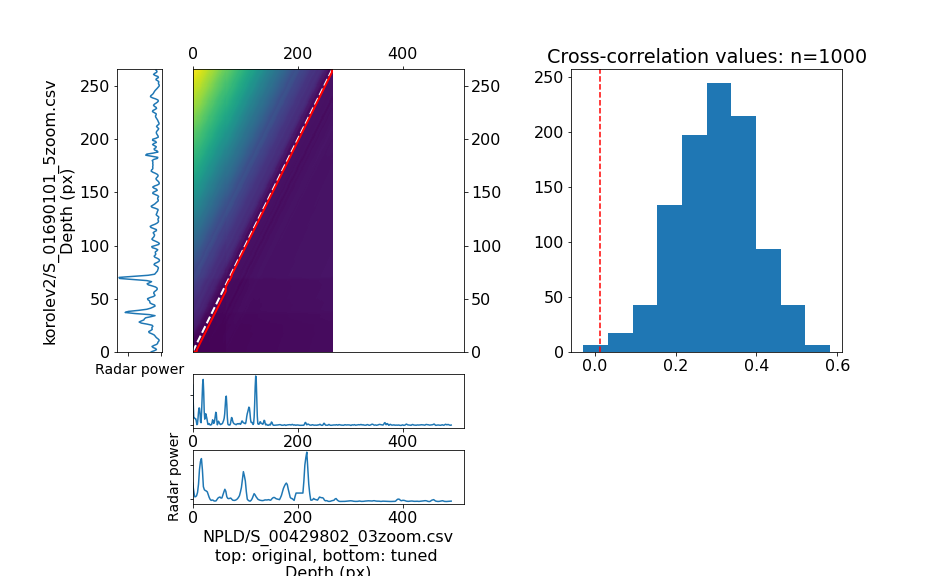 0 200 400
Cross-correlation values: n=1000
korolev2/S_01690101_5zoom.csv
Depth (px)
250
200
150
100
50
0
250
200
150
100
50
0
250
200
150
100
50
0
0.0 0.2 0.4 0.6
Radar power
0 200 400
Radar power
0 200 400
NPLD/S_00429802_03zoom.csv
top: original, bottom: tuned
Depth (px)